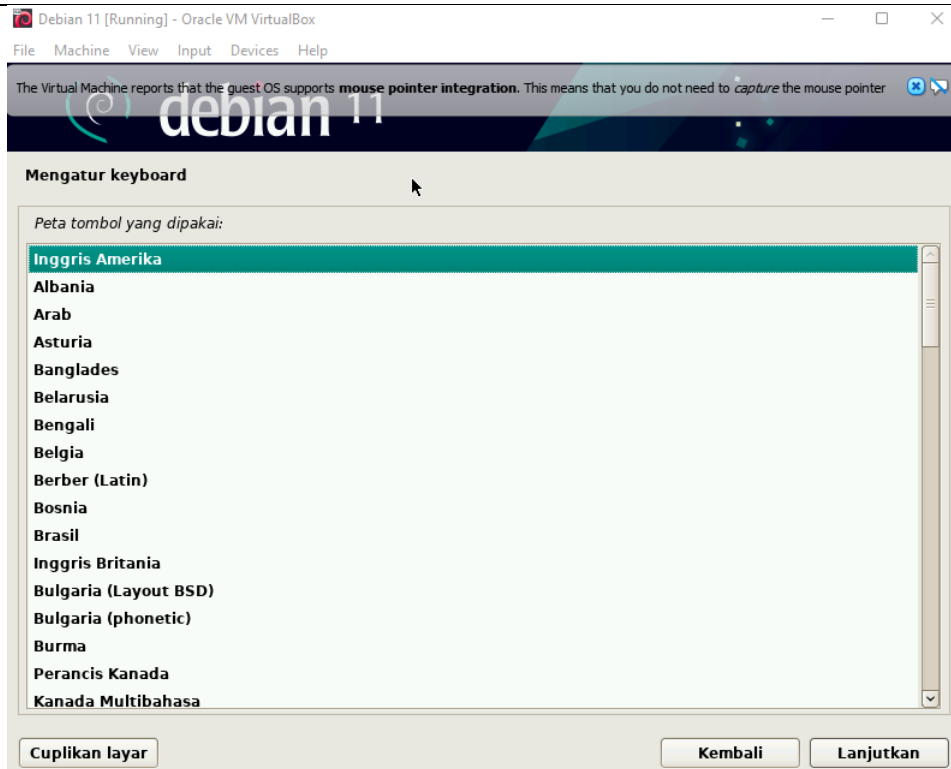 Debian 11 [Running] - Oracle VM VirtualBox
File Machine View Input Devices Help
The Virtual Machine reports that the guest OS supports mouse pointer integration. This means that you do not need to capture the mouse pointer
debian 11
Mengatur keyboard
Peta tombol yang dipakai:
Inggris Amerika
Albania
Arab
Asturia
Banglades
Belarusia
Bengali
Belgia
Berber (Latin)
Bosnia
Brasil
Inggris Britania
Bulgaria (Layout BSD)
Bulgaria (phonetic)
Burma
Perancis Kanada
Kanada Multibahasa
Cuplikan layar Kembali Lanjutkan